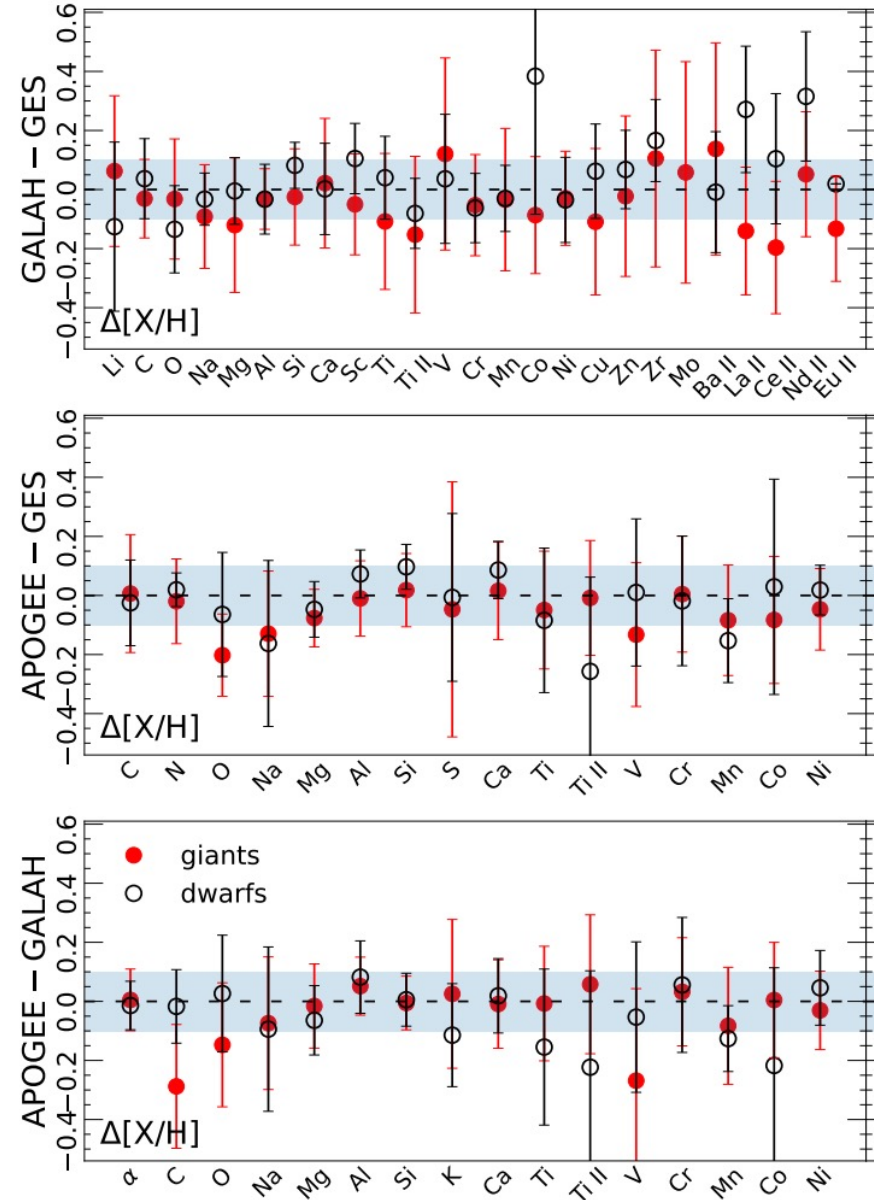 GALAH − GES
0.6
0.4
0.2
0.0
−0.2
−0.4
Δ[X/H]
Li C O Na Mg Al Si Ca Sc Ti Ti II V Cr Mn Co Ni Cu Zn Zr Mo Ba II La II Ce II Nd II Eu II
APOGEE − GES
0.6
0.4
0.2
0.0
−0.2
−0.4
Δ[X/H]
C N O Na Mg Al Si S Ca Ti Ti II V Cr Mn Co Ni
APOGEE − GALAH
0.6
0.4
0.2
0.0
−0.2
−0.4
giants
dwarfs
Δ[X/H]
α C O Na Mg Al Si K Ca Ti Ti II V Cr Mn Co Ni